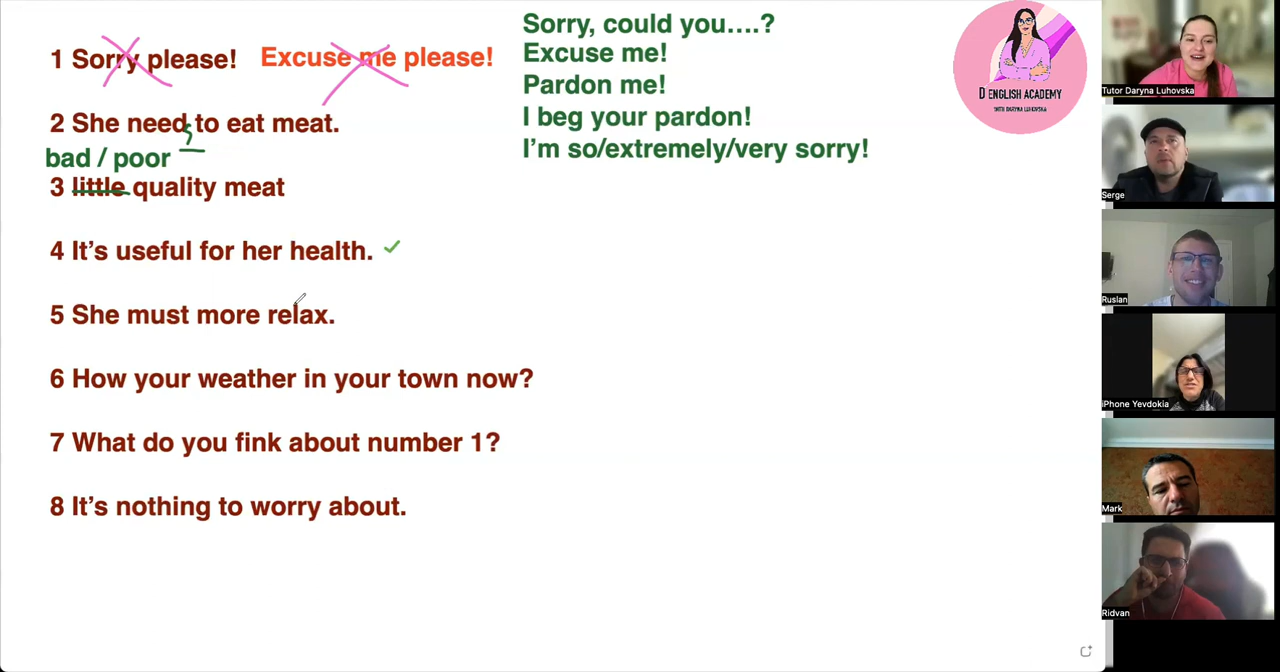 1 Sorry please! Excuse me please!
2 She need s to eat meat.
bad / poor
3 little quality meat
4 It's useful for her health. ✓
5 She must more relax.
6 How your weather in your town now?
7 What do you fink about number 1?
8 It's nothing to worry about.
Sorry, could you....?
Excuse me!
Pardon me!
I beg your pardon!
I'm so/extremely/very sorry!
D ENGLISH ACADEMY
WITH DARYNA LUHOVSKA
Tutor Daryna Luhovska
Serge
Ruslan
iPhone Yevdokia
Mark
Ridvan